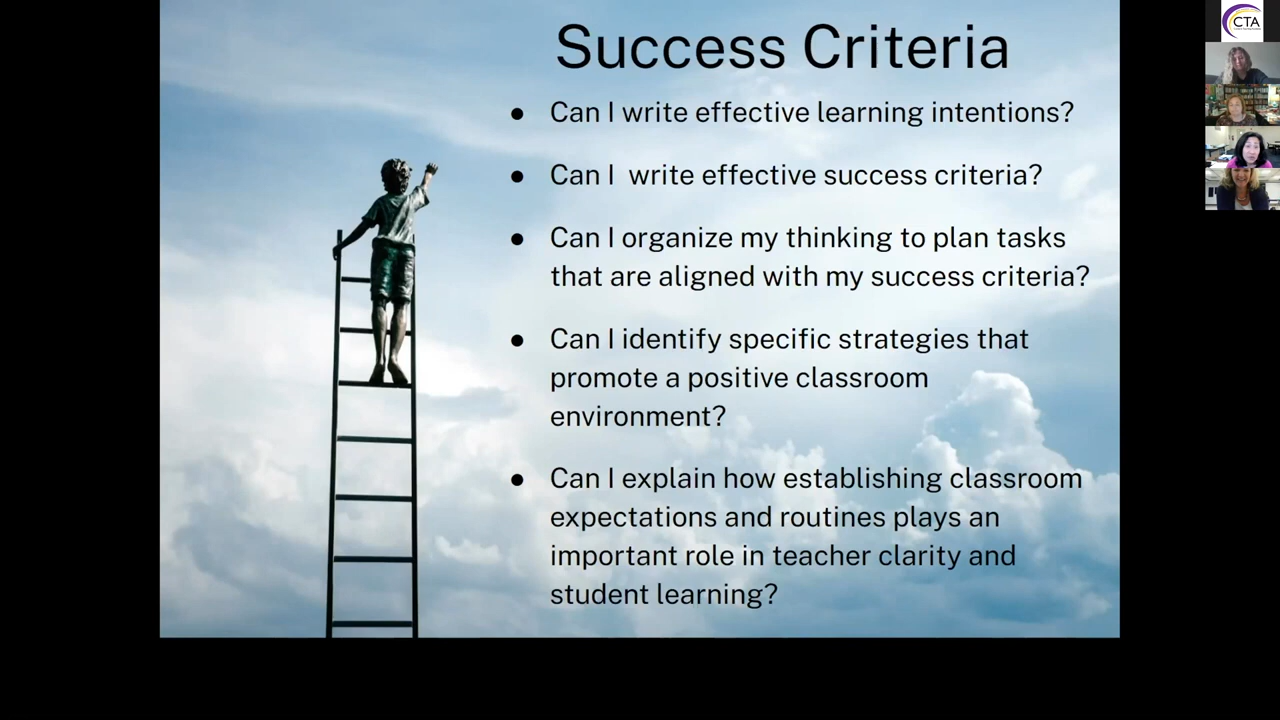 Success Criteria
● Can I write effective learning intentions?
● Can I  write effective success criteria?
● Can I organize my thinking to plan tasks
that are aligned with my success criteria?
● Can I identify specific strategies that
promote a positive classroom
environment?
● Can I explain how establishing classroom
expectations and routines plays an
important role in teacher clarity and
student learning?
CTA